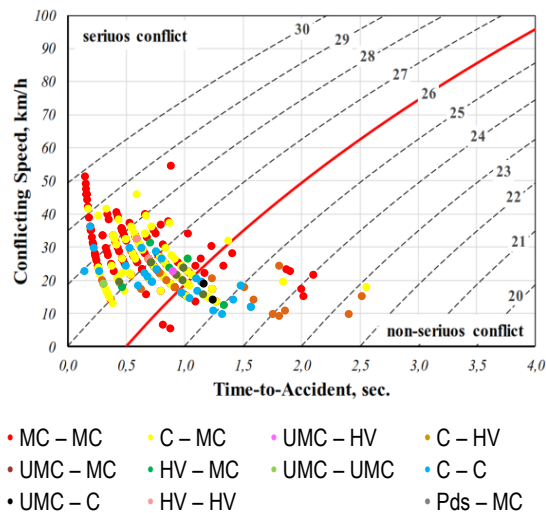 100
90
80
70
60
50
40
30
20
10
0
Conflicting Speed, km/h
seriuos conflict
30
29
28
27
26
25
24
23
22
21
20
non-seriuos conflict
0,0 0,5 1,0 1,5 2,0 2,5 3,0 3,5 4,0
Time-to-Accident, sec.
MC – MC C – MC UMC – HV C – HV
UMC – MC HV – MC UMC – UMC C – C
UMC – C HV – HV Pds – MC